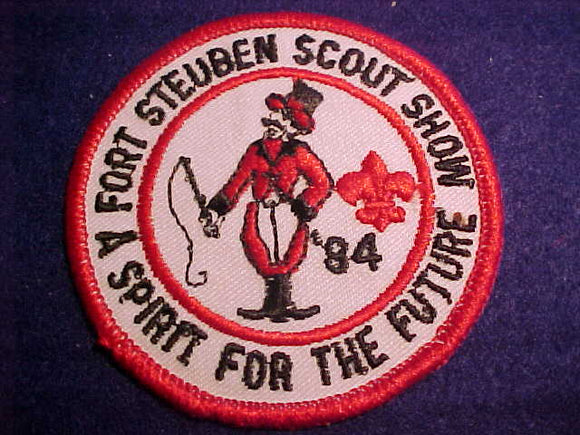 FORT STEUBEN SCOUT SHOW
'84
A SPIRIT FOR THE FUTURE